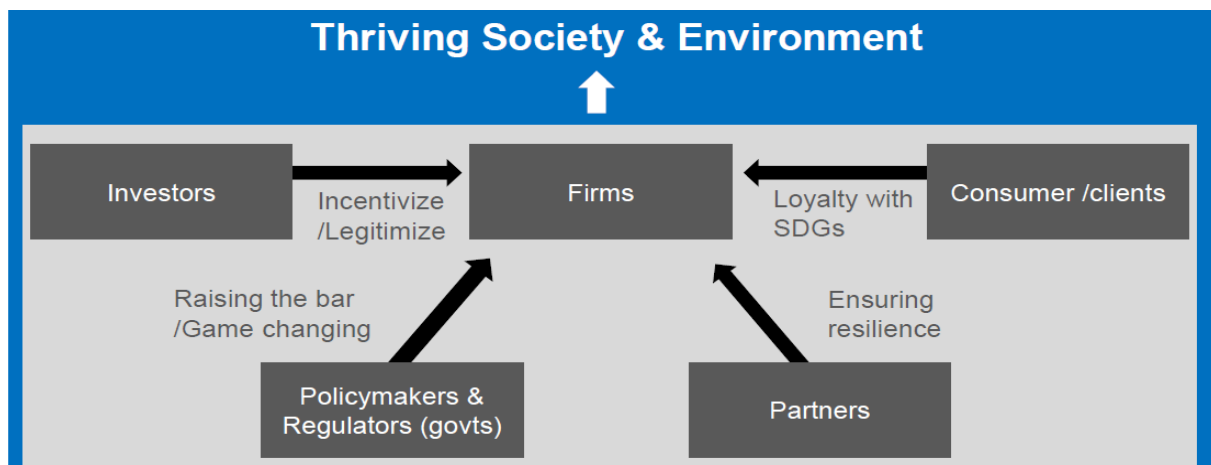 Thriving Society & Environment
Investors
Incentivize
/Legitimize
Firms
Loyalty with
SDGs
Consumer /clients
Raising the bar
/Game changing
Ensuring
resilience
Policymakers &
Regulators (govts)
Partners